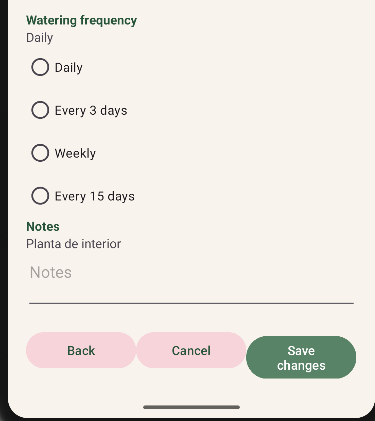 Watering frequency
Daily
Daily
Every 3 days
Weekly
Every 15 days
Notes
Planta de interior
Notes
Back
Cancel
Save
changes